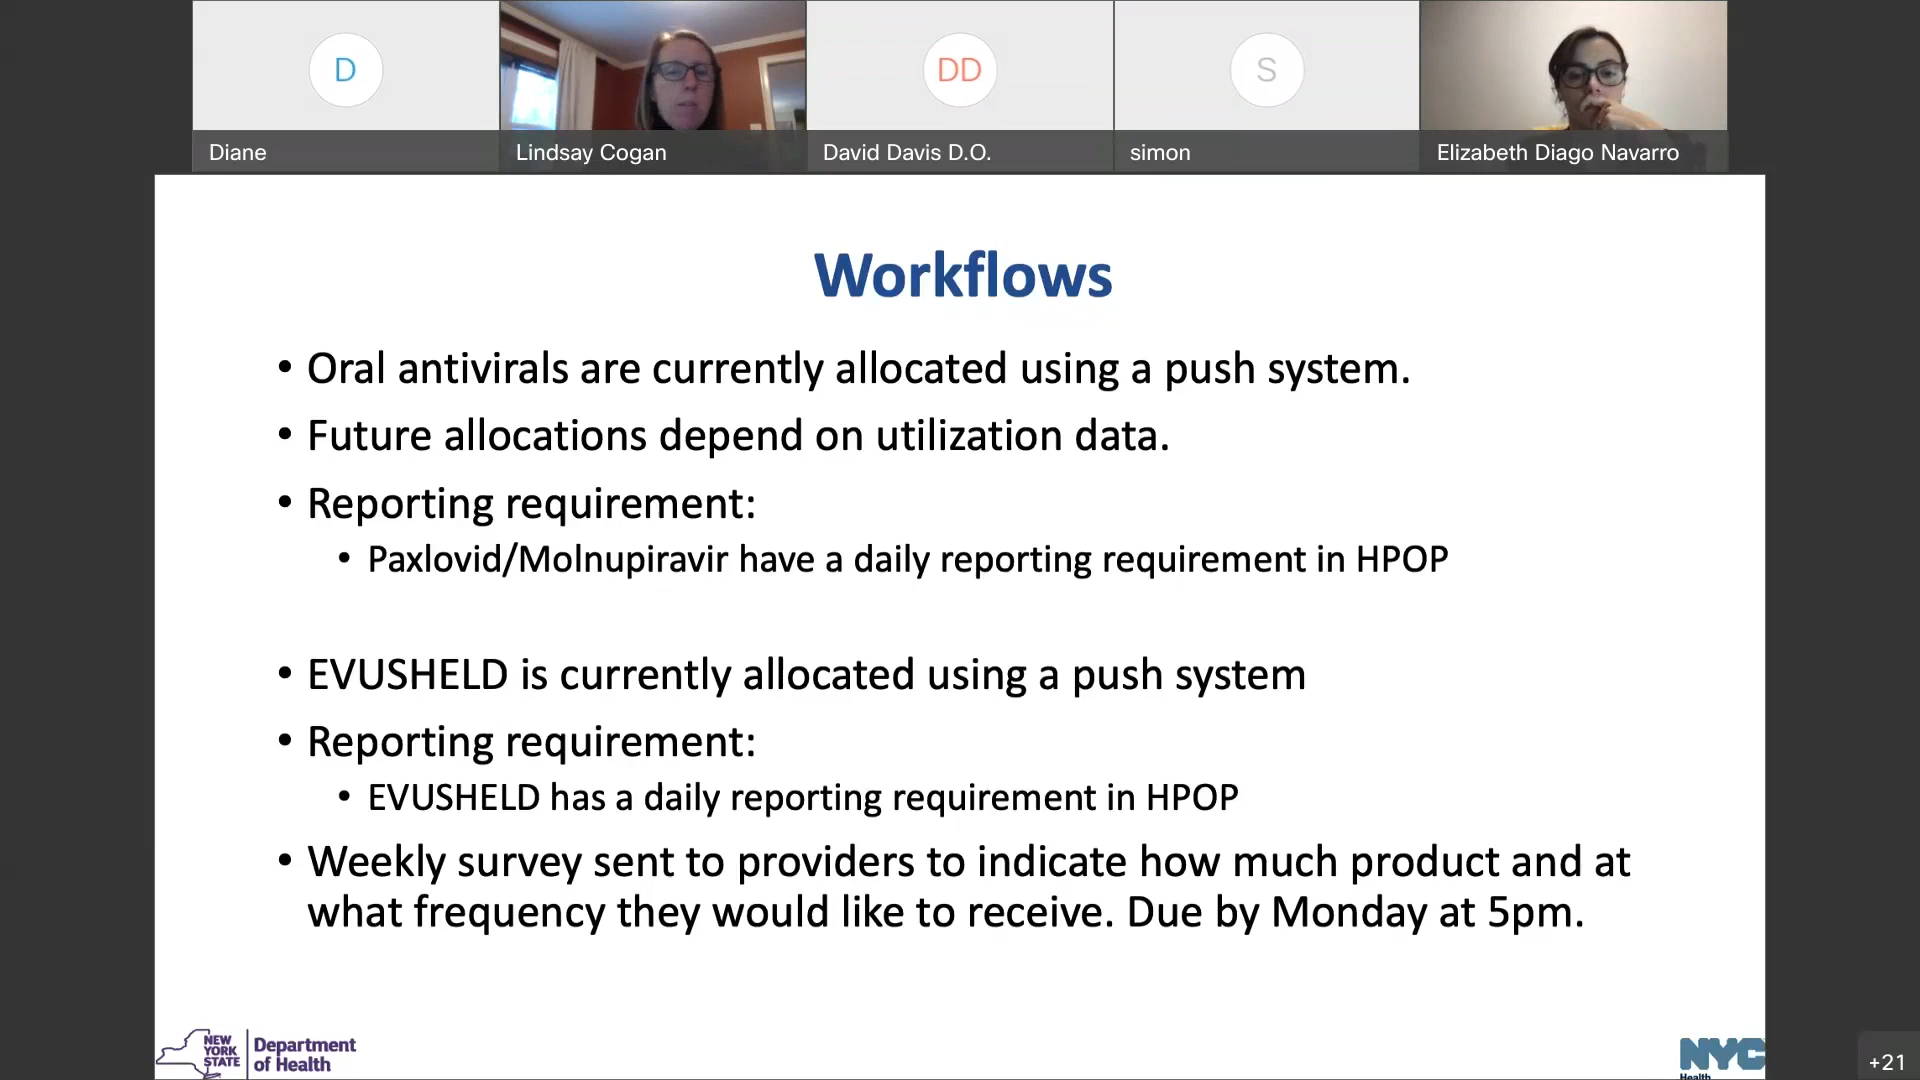 D
DD
S
Diane
Lindsay Cogan
David Davis D.O.
simon
Elizabeth Diago Navarro
Workflows
• Oral antivirals are currently allocated using a push system.
• Future allocations depend on utilization data.
• Reporting requirement:
• Paxlovid/Molnupiravir have a daily reporting requirement in HPOP
• EVUSHELD is currently allocated using a push system
• Reporting requirement:
• EVUSHELD has a daily reporting requirement in HPOP
• Weekly survey sent to providers to indicate how much product and at
what frequency they would like to receive. Due by Monday at 5pm.
NEW
YORK
STATE
Department
of Health
NYC
Health
+21